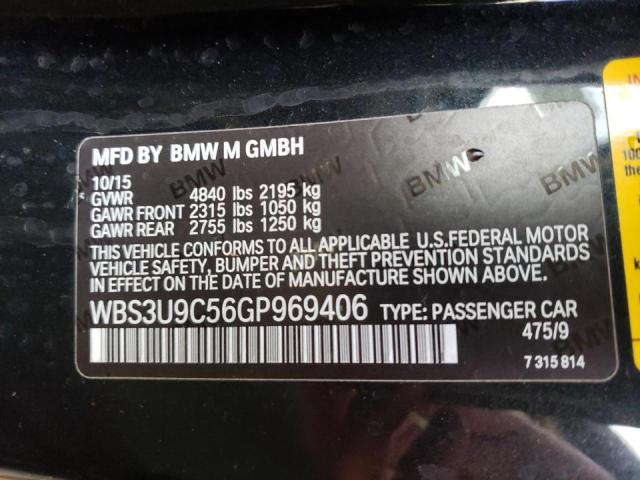 MFD BY BMW M GMBH
10/15
GVWR 4840 lbs 2195 kg
GAWR FRONT 2315 lbs 1050 kg
GAWR REAR 2755 lbs 1250 kg
THIS VEHICLE CONFORMS TO ALL APPLICABLE U.S.FEDERAL MOTOR
VEHICLE SAFETY, BUMPER AND THEFT PREVENTION STANDARDS
IN EFFECT ON THE DATE OF MANUFACTURE SHOWN ABOVE.
WBS3U9C56GP969406 TYPE: PASSENGER CAR
475/9
7 315 814
100
the